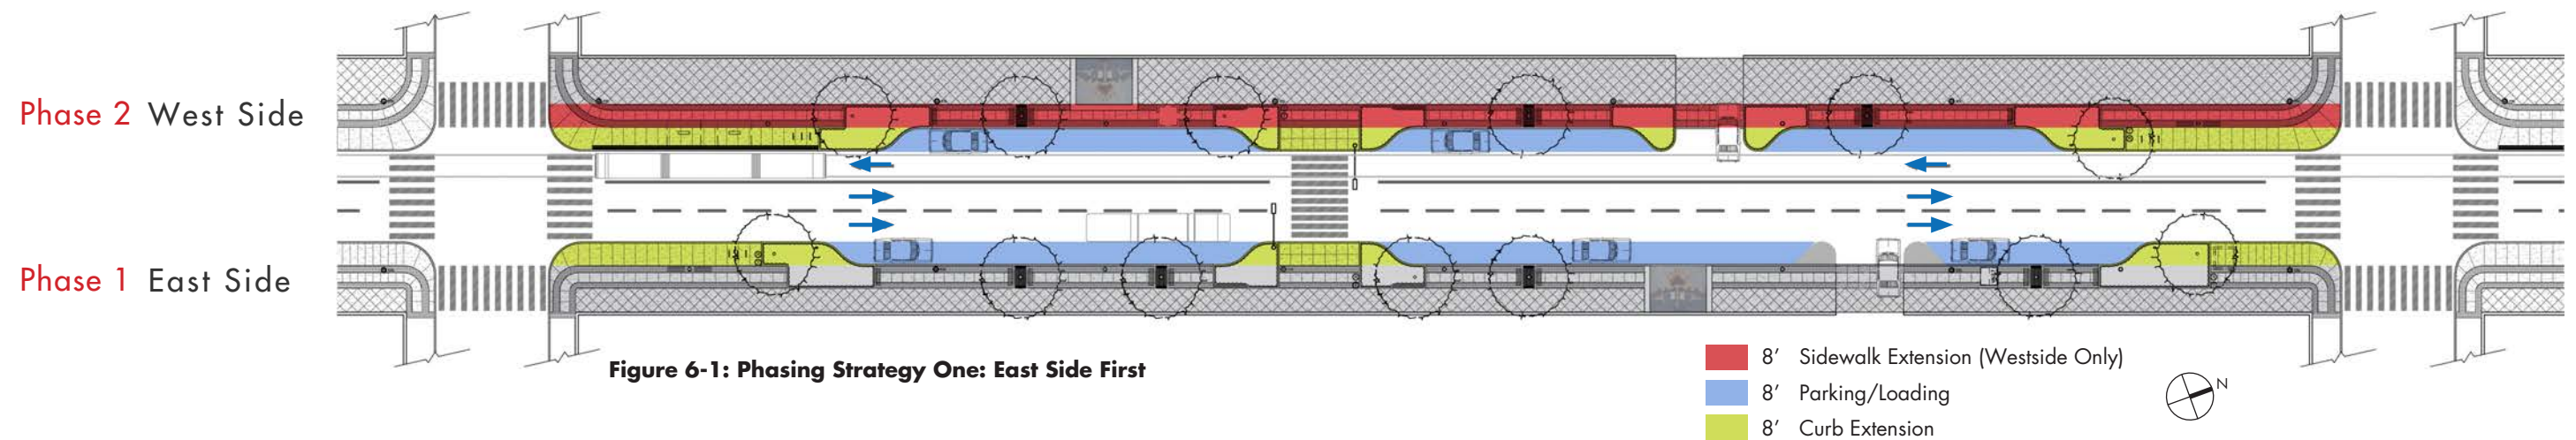 Phase 2 West Side
Phase 1 East Side
Figure 6-1: Phasing Strategy One: East Side First
8’ Sidewalk Extension (Westside Only)
8’ Parking/Loading
8’ Curb Extension
N